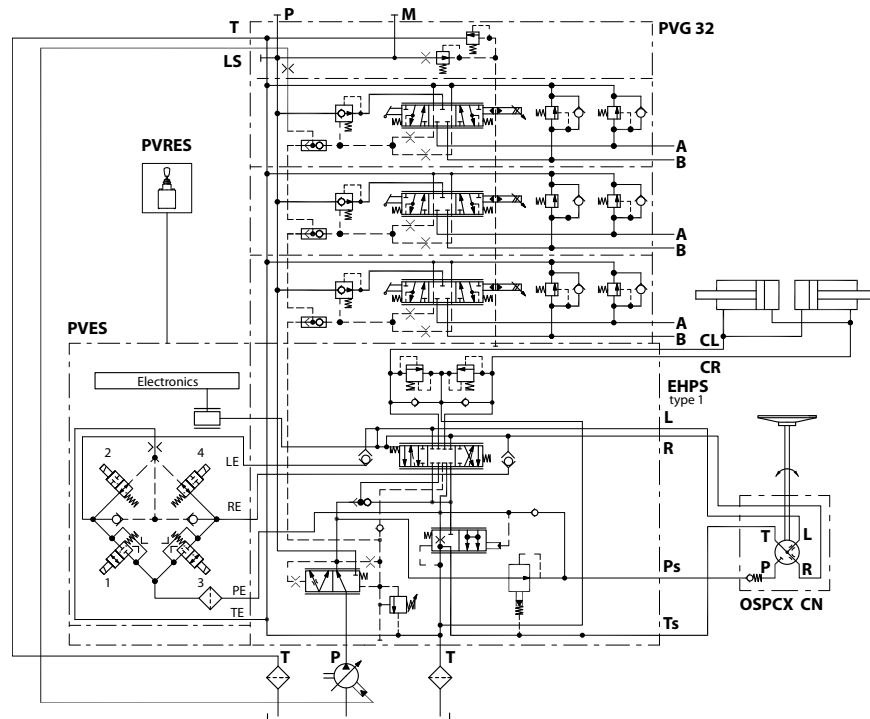 T
P
M
PVG 32
LS
A
B
PVRES
A
B
A
B
PVES
CL
CR
EHPS
type 1
Electronics
L
R
2
4
LE
RE
T
L
P
R
1
3
PE
TE
Ps
OSPCX CN
Ts
T
P
T